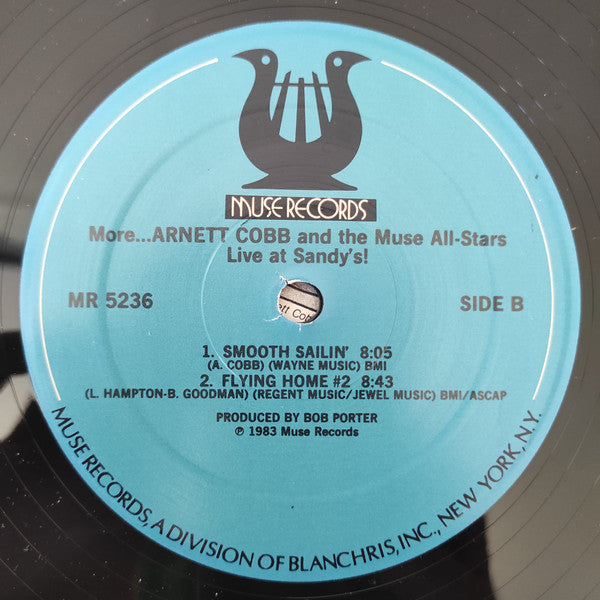 MUSE RECORDS
More...ARNETT COBB and the Muse All-Stars
Live at Sandy's!
MR 5236
SIDE B
ett Cob
1. SMOOTH SAILIN' 8:05
(A. COBB) (WAYNE MUSIC) BMI
2. FLYING HOME #2 8:43
(L. HAMPTON-B. GOODMAN) (REGENT MUSIC/JEWEL MUSIC) BMI/ASCAP
PRODUCED BY BOB PORTER
℗ 1983 Muse Records
MUSE RECORDS, A DIVISION OF BLANCHRIS, INC., NEW YORK, N.Y.